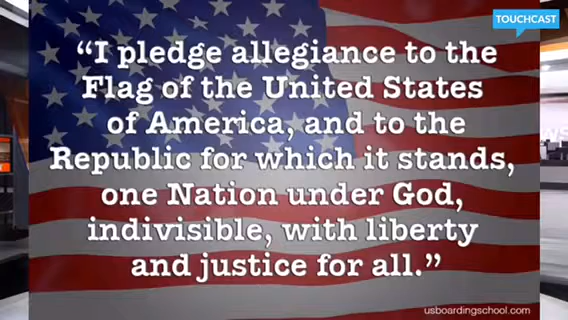 TOUCHCAST
“I pledge allegiance to the
Flag of the United States
of America, and to the
Republic for which it stands,
one Nation under God,
indivisible, with liberty
and justice for all.”
usboardingschool.com